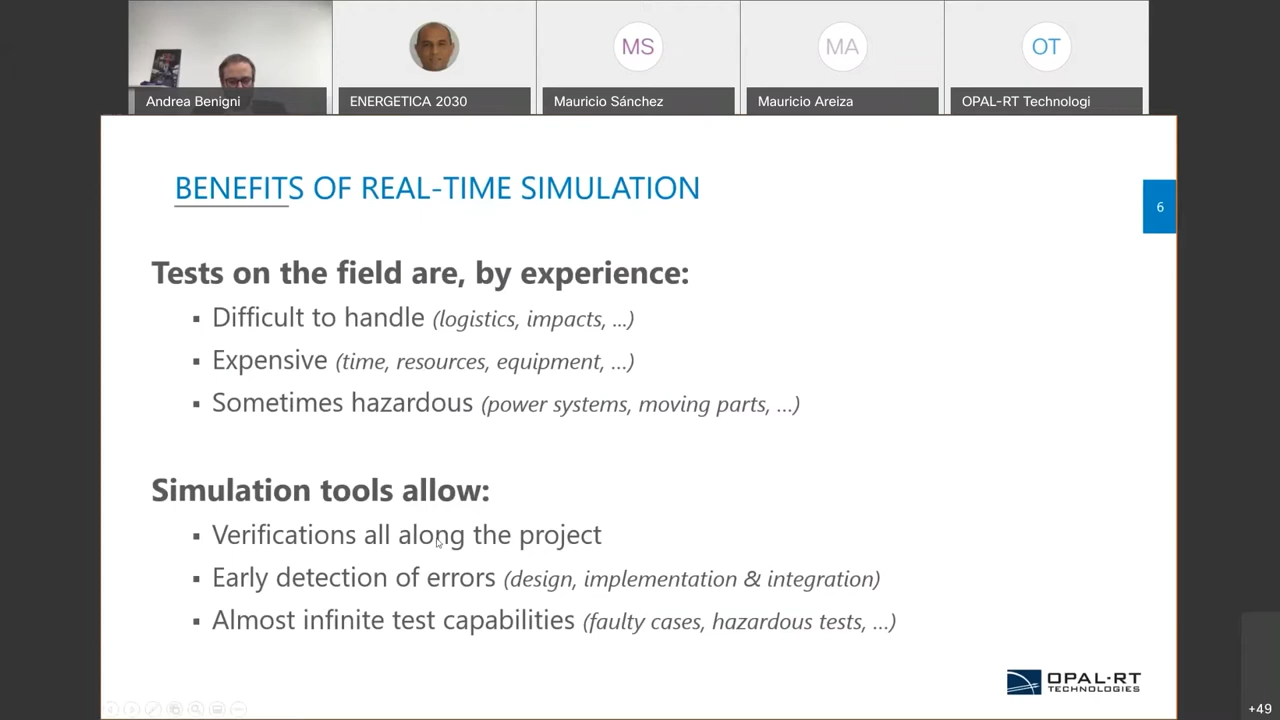 MS
MA
OT
Andrea Benigni
ENERGETICA 2030
Mauricio Sánchez
Mauricio Areiza
OPAL-RT Technologi
BENEFITS OF REAL-TIME SIMULATION
6
Tests on the field are, by experience:
▪ Difficult to handle (logistics, impacts, ...)
▪ Expensive (time, resources, equipment, ...)
▪ Sometimes hazardous (power systems, moving parts, ...)
Simulation tools allow:
▪ Verifications all along the project
▪ Early detection of errors (design, implementation & integration)
▪ Almost infinite test capabilities (faulty cases, hazardous tests, ...)
OPAL-RT
TECHNOLOGIES
+49